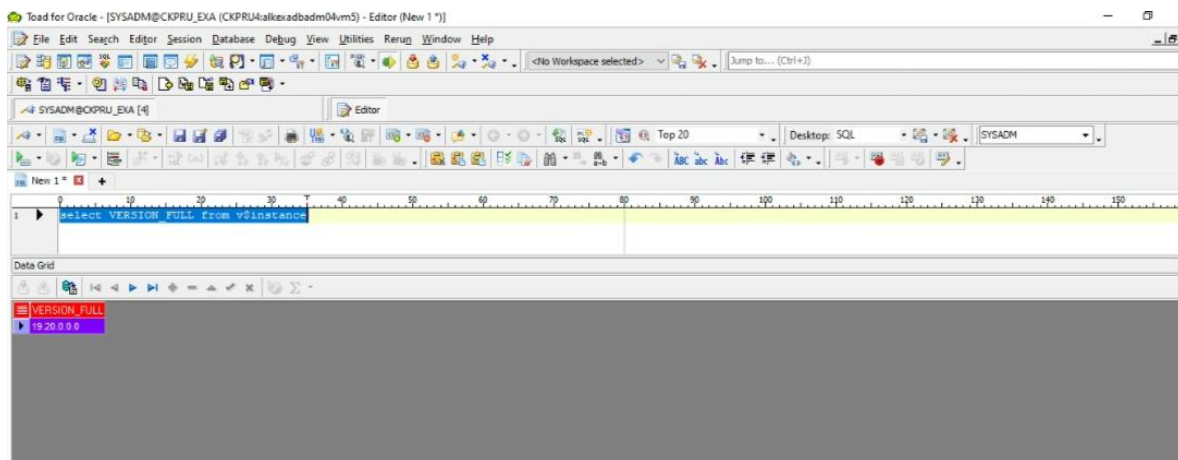 Toad for Oracle - [SYSADM@CKPRU_EXA (CKPRU4:alkexadbadm04vm5) - Editor (New 1 *)]
File Edit Search Editor Session Database Debug View Utilities Rerun Window Help
<No Workspace selected> Jump to... (Ctrl+J)
SYSADM@CKPRU_EXA [4] Editor
Top 20 Desktop: SQL SYSADM
New 1 * +
0 10 20 30 40 50 60 70 80 90 100 110 120 130 140 150
1 select VERSION_FULL from v$instance
Data Grid
VERSION_FULL
19.20.0.0.0